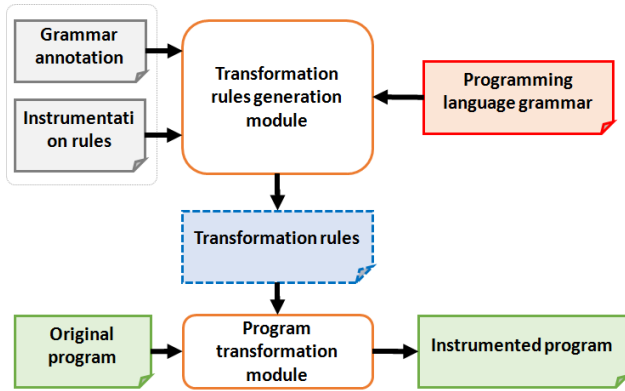 Grammar
annotation
Instrumentati
on rules
Transformation
rules generation
module
Programming
language grammar
Transformation rules
Original
program
Program
transformation
module
Instrumented program